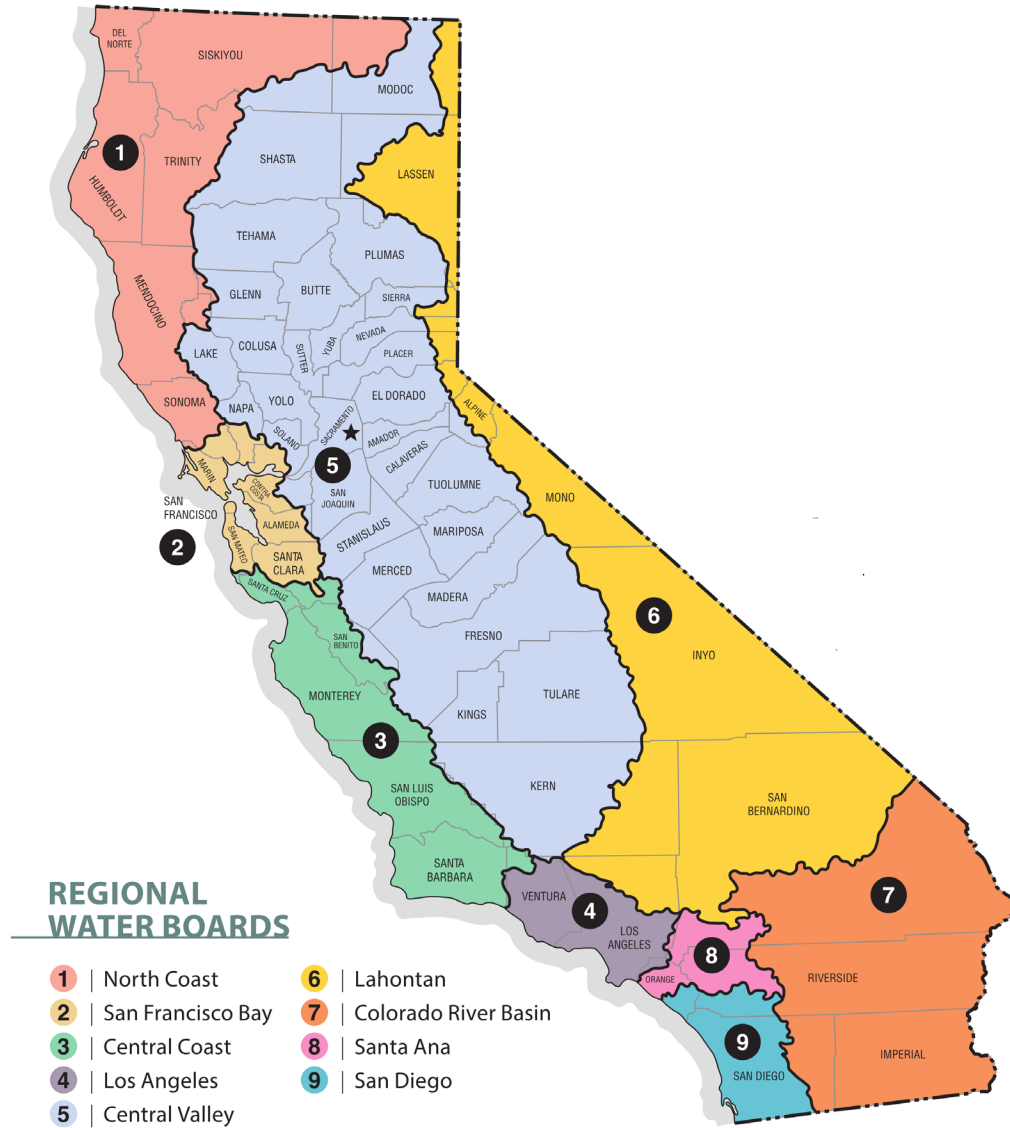 DEL
NORTE
SISKIYOU
MODOC
1
TRINITY
SHASTA
LASSEN
HUMBOLDT
TEHAMA
PLUMAS
MENDOCINO
GLENN
BUTTE
SIERRA
LAKE
COLUSA
SUTTER
YUBA
NEVADA
PLACER
SONOMA
NAPA
YOLO
EL DORADO
ALPINE
SOLANO
SACRAMENTO
AMADOR
5
CALAVERAS
MARIN
CONTRA
COSTA
SAN
JOAQUIN
TUOLUMNE
MONO
SAN
FRANCISCO
2
ALAMEDA
STANISLAUS
MARIPOSA
SAN MATEO
SANTA
CLARA
MERCED
SANTA CRUZ
MADERA
6
SAN
BENITO
FRESNO
INYO
MONTEREY
TULARE
KINGS
3
SAN LUIS
OBISPO
KERN
SAN
BERNARDINO
SANTA
BARBARA
VENTURA
4
LOS
ANGELES
7
8
ORANGE
RIVERSIDE
9
SAN DIEGO
IMPERIAL
REGIONAL
WATER BOARDS
1 | North Coast
2 | San Francisco Bay
3 | Central Coast
4 | Los Angeles
5 | Central Valley
6 | Lahontan
7 | Colorado River Basin
8 | Santa Ana
9 | San Diego